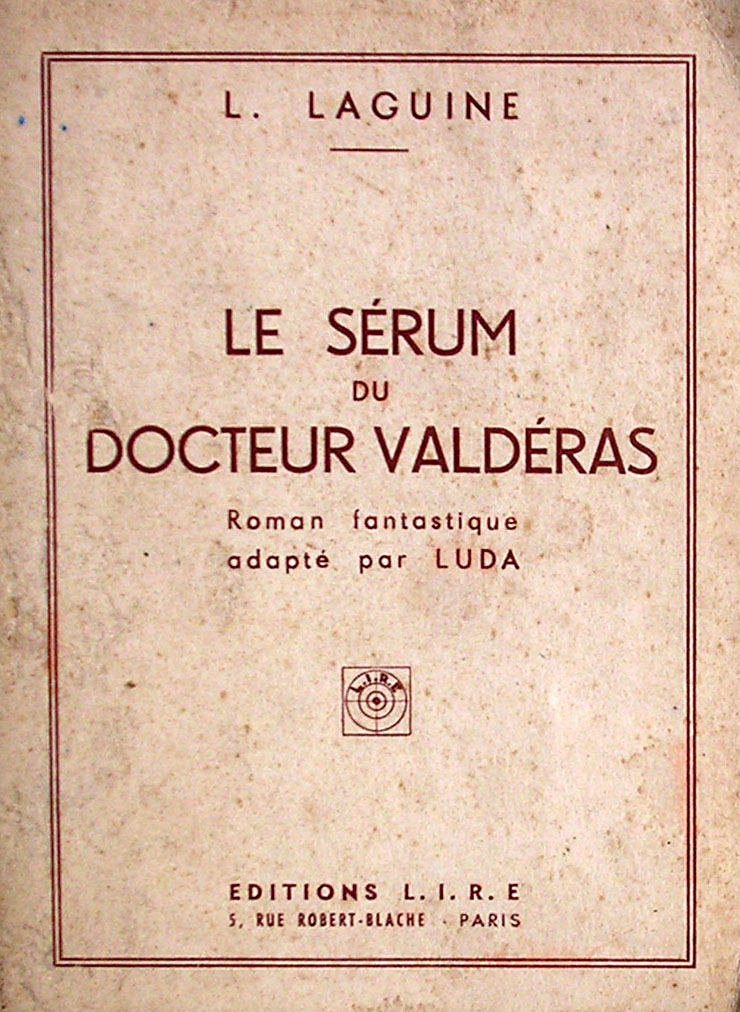 L. LAGUINE
LE SÉRUM
DU
DOCTEUR VALDÉRAS
Roman fantastique
adapté par LUDA
L.I.R.E
EDITIONS L.I.R.E
5, RUE ROBERT-BLACHE - PARIS